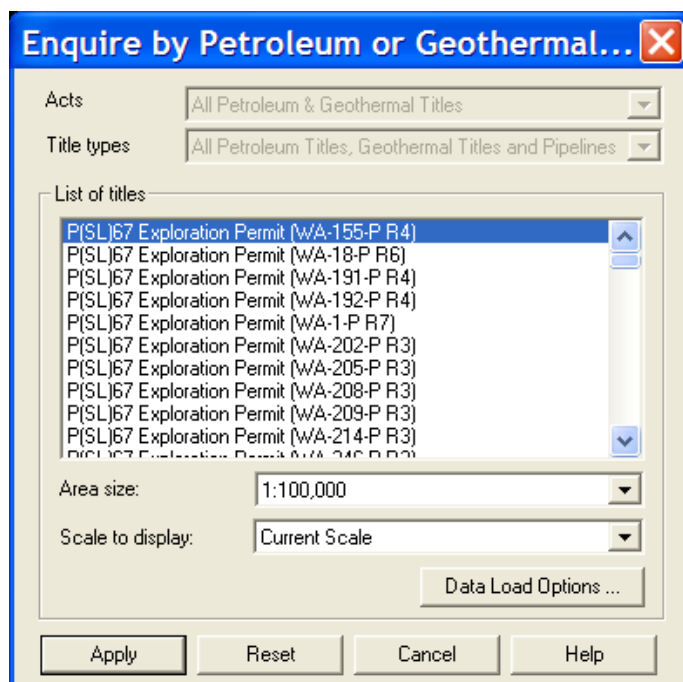 Enquire by Petroleum or Geothermal...
Acts
All Petroleum & Geothermal Titles
Title types
All Petroleum Titles, Geothermal Titles and Pipelines
List of titles
P(SL)67 Exploration Permit (WA-155-P R4)
P(SL)67 Exploration Permit (WA-18-P R6)
P(SL)67 Exploration Permit (WA-191-P R4)
P(SL)67 Exploration Permit (WA-192-P R4)
P(SL)67 Exploration Permit (WA-1-P R7)
P(SL)67 Exploration Permit (WA-202-P R3)
P(SL)67 Exploration Permit (WA-205-P R3)
P(SL)67 Exploration Permit (WA-208-P R3)
P(SL)67 Exploration Permit (WA-209-P R3)
P(SL)67 Exploration Permit (WA-214-P R3)
P(SL)67 Exploration Permit
Area size: 1:100,000
Scale to display: Current Scale
Data Load Options ...
Apply Reset Cancel Help